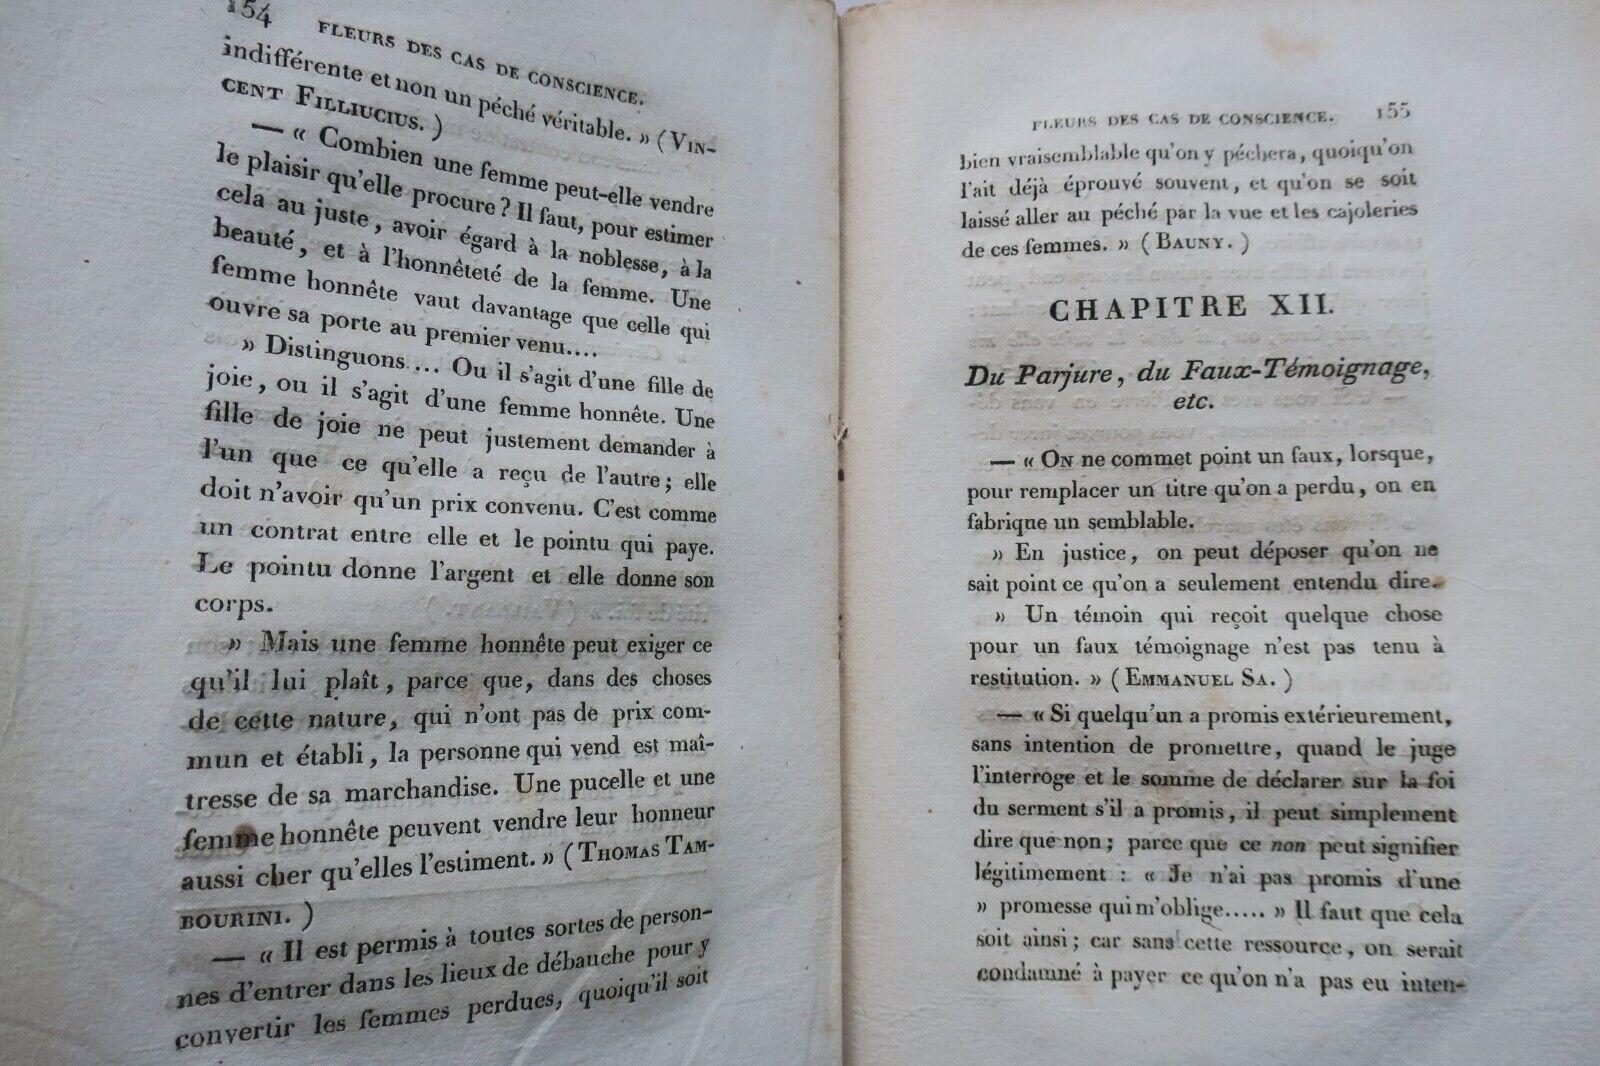 154 FLEURS DES CAS DE CONSCIENCE.
indifférente et non un péché véritable. » (VIN-
CENT FILLIUCIUS. )
— « Combien une femme peut-elle vendre
le plaisir qu'elle procure ? Il faut, pour estimer
cela au juste, avoir égard à la noblesse, à la
beauté, et à l'honnêteté de la femme. Une
femme honnête vaut davantage que celle qui
ouvre sa porte au premier venu....
» Distinguons.... Ou il s'agit d'une fille de
joie, ou il s'agit d'une femme honnête. Une
fille de joie ne peut justement demander à
l'un que ce qu'elle a reçu de l'autre ; elle
doit n'avoir qu'un prix convenu. C'est comme
un contrat entre elle et le pointu qui paye.
Le pointu donne l'argent et elle donne son
corps.
» Mais une femme honnête peut exiger ce
qu'il lui plaît, parce que, dans des choses
de cette nature, qui n'ont pas de prix com-
mun et établi, la personne qui vend est maî-
tresse de sa marchandise. Une pucelle et une
femme honnête peuvent vendre leur honneur
aussi cher qu'elles l'estiment. » (THOMAS TAM-
BOURINI. )
— « Il est permis à toutes sortes de person-
nes d'entrer dans les lieux de débauche pour y
convertir les femmes perdues, quoiqu'il soit
FLEURS DES CAS DE CONSCIENCE. 155
bien vraisemblable qu'on y péchera, quoiqu'on
l'ait déjà éprouvé souvent, et qu'on se soit
laissé aller au péché par la vue et les cajoleries
de ces femmes. » ( BAUNY. )
CHAPITRE XII.
Du Parjure, du Faux-Témoignage,
etc.
— « ON ne commet point un faux, lorsque,
pour remplacer un titre qu'on a perdu, on en
fabrique un semblable.
» En justice, on peut déposer qu'on ne
sait point ce qu'on a seulement entendu dire.
» Un témoin qui reçoit quelque chose
pour un faux témoignage n'est pas tenu à
restitution. » ( EMMANUEL SA. )
— « Si quelqu'un a promis extérieurement,
sans intention de promettre, quand le juge
l'interroge et le somme de déclarer sur la foi
du serment s'il a promis, il peut simplement
dire que non ; parce que ce non peut signifier
légitimement : « Je n'ai pas promis d'une
» promesse qui m'oblige..... » Il faut que cela
soit ainsi ; car sans cette ressource, on serait
condamné à payer ce qu'on n'a pas eu inten-